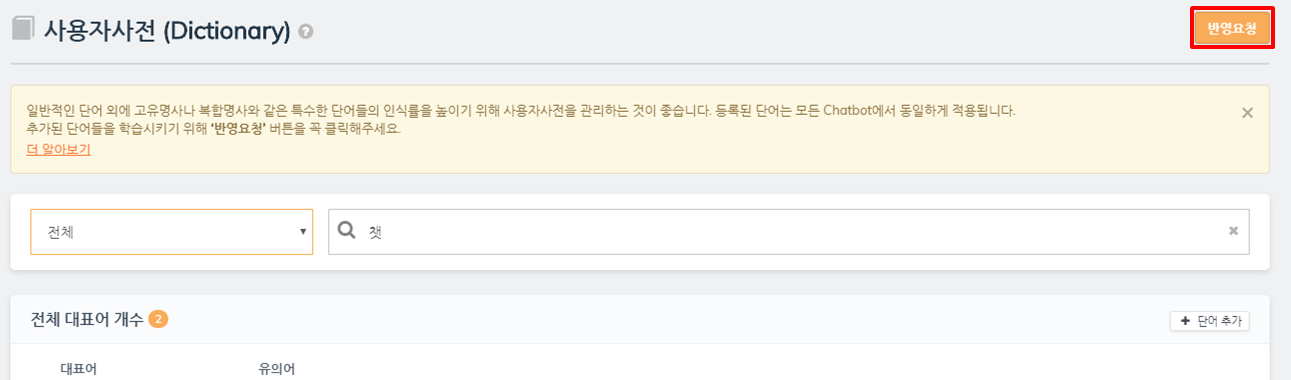 사용자사전 (Dictionary) ?
반영요청
일반적인 단어 외에 고유명사나 복합명사와 같은 특수한 단어들의 인식률을 높이기 위해 사용자사전을 관리하는 것이 좋습니다. 등록된 단어는 모든 Chatbot에서 동일하게 적용됩니다.
추가된 단어들을 학습시키기 위해 '반영요청' 버튼을 꼭 클릭해주세요.
더 알아보기
전체
챗
전체 대표어 개수 2
+ 단어 추가
대표어 유의어